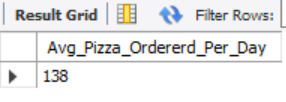 Result Grid Filter Rows:
Avg_Pizza_Ordererd_Per_Day
138